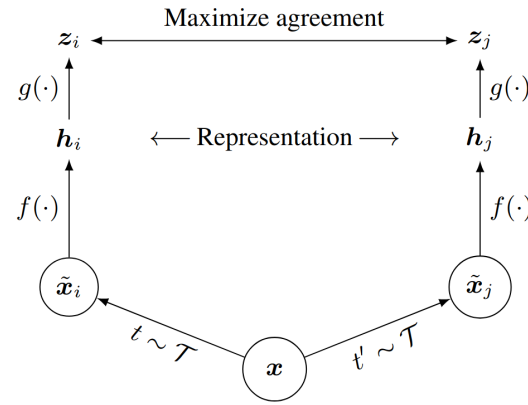 Maximize agreement
z_i z_j
g(·) g(·)
h_i ← Representation → h_j
f(·) f(·)
x̃_i x̃_j
t ∼ 𝒯 t′ ∼ 𝒯
x